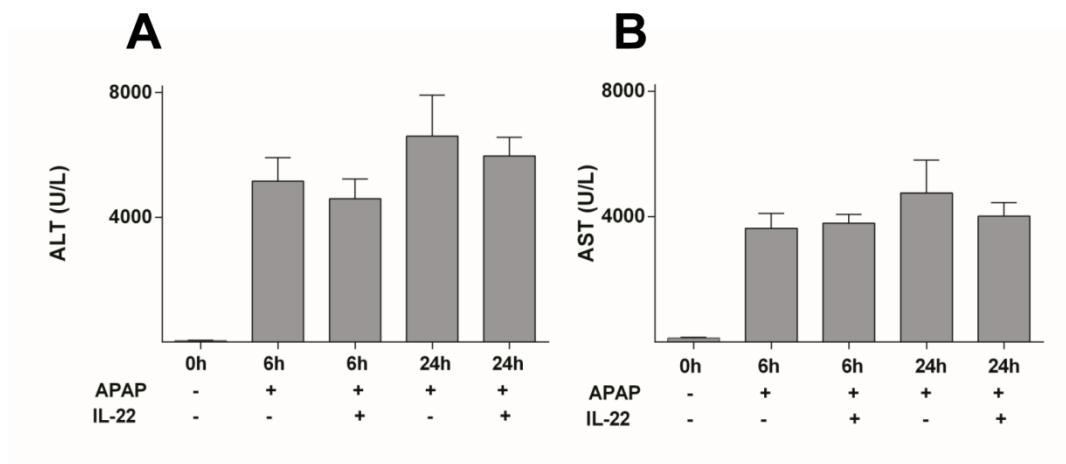 A
8000
4000
ALT (U/L)
0h 6h 6h 24h 24h
APAP - + + + +
IL-22 - - + - +
B
8000
4000
AST (U/L)
0h 6h 6h 24h 24h
APAP - + + + +
IL-22 - - + - +